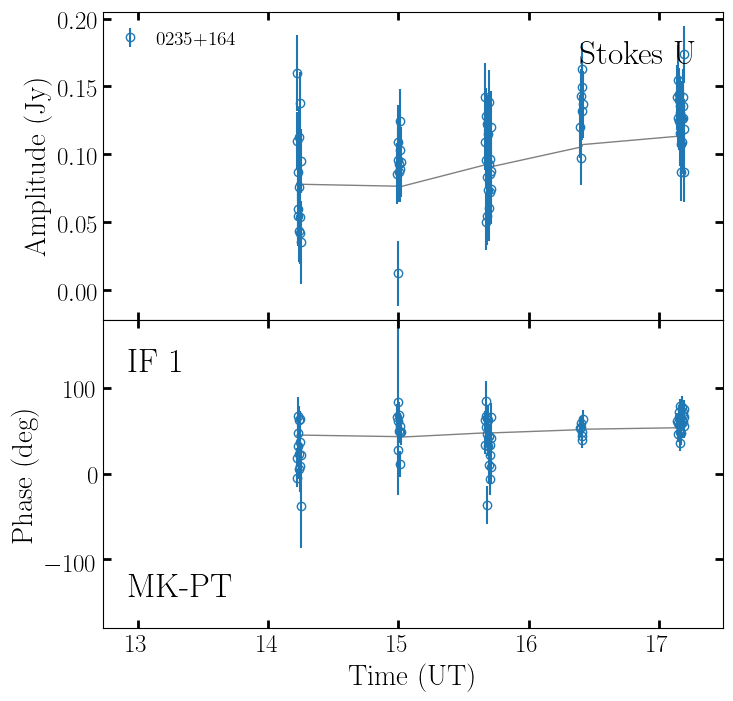 0.20
0235+164
Stokes U
0.15
0.10
0.05
0.00
Amplitude (Jy)
IF 1
100
0
−100
Phase (deg)
MK-PT
13 14 15 16 17
Time (UT)